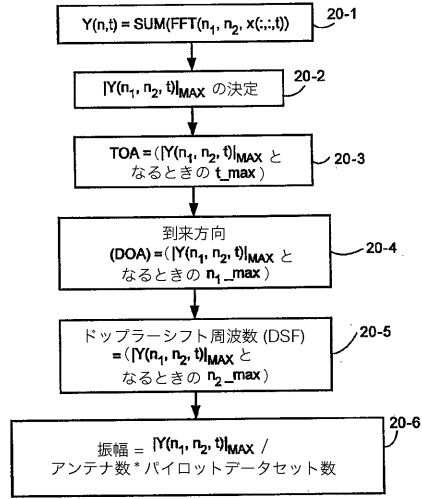 Y(n,t) = SUM(FFT(n₁, n₂, x(:,:,t))
20-1
|Y(n₁, n₂, t)|MAX の決定
20-2
TOA =（|Y(n₁, n₂, t)|MAX と
なるときの t_max）
20-3
到来方向
(DOA) =（|Y(n₁, n₂, t)|MAX と
なるときの n₁_max）
20-4
ドップラーシフト周波数 (DSF)
=（|Y(n₁, n₂, t)|MAX と
なるときの n₂_max）
20-5
振幅 = |Y(n₁, n₂, t)|MAX /
アンテナ数 * パイロットデータセット数
20-6